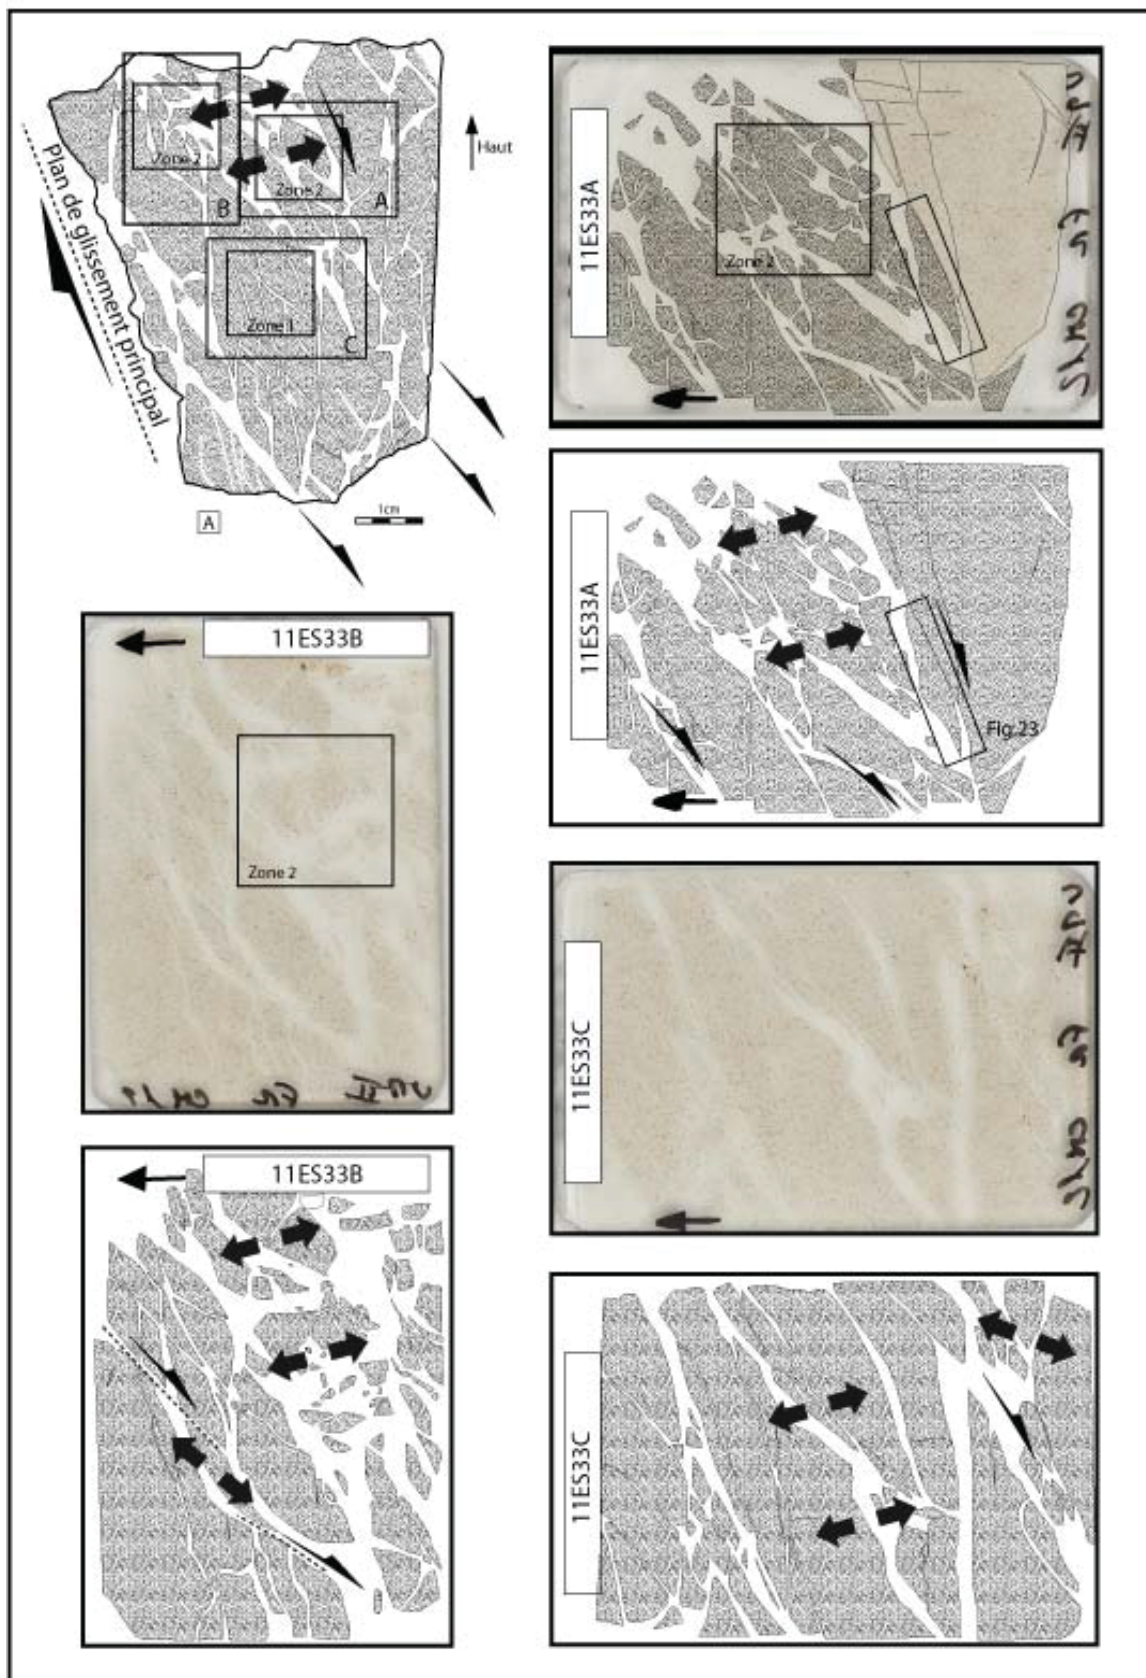 Haut
Zone 2
Zone 2
A
B
Plan de glissement principal
Zone 1
C
1cm
A
11ES33A
Zone 2
11ES33A
Fig.23
11ES33B
Zone 2
11ES33C
11ES33B
11ES33C